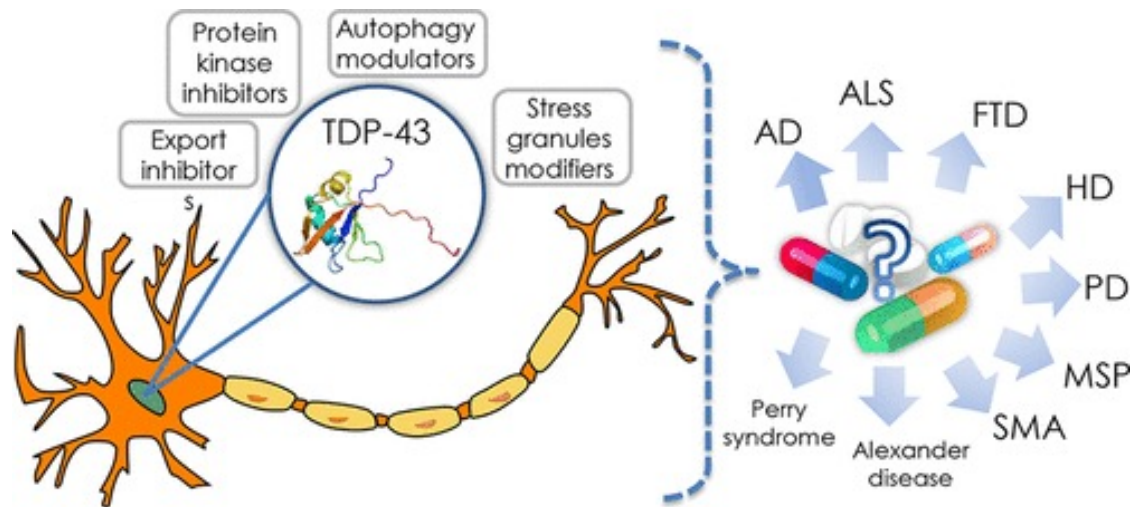 Protein
kinase
inhibitors
Autophagy
modulators
Export
inhibitor
s
TDP-43
Stress
granules
modifiers
AD
ALS
FTD
HD
PD
MSP
SMA
Alexander
disease
Perry
syndrome
?